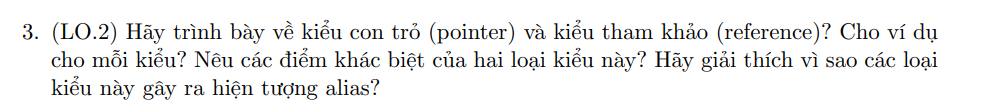 3. (LO.2) Hãy trình bày về kiểu con trỏ (pointer) và kiểu tham khảo (reference)? Cho ví dụ
cho mỗi kiểu? Nêu các điểm khác biệt của hai loại kiểu này? Hãy giải thích vì sao các loại
kiểu này gây ra hiện tượng alias?